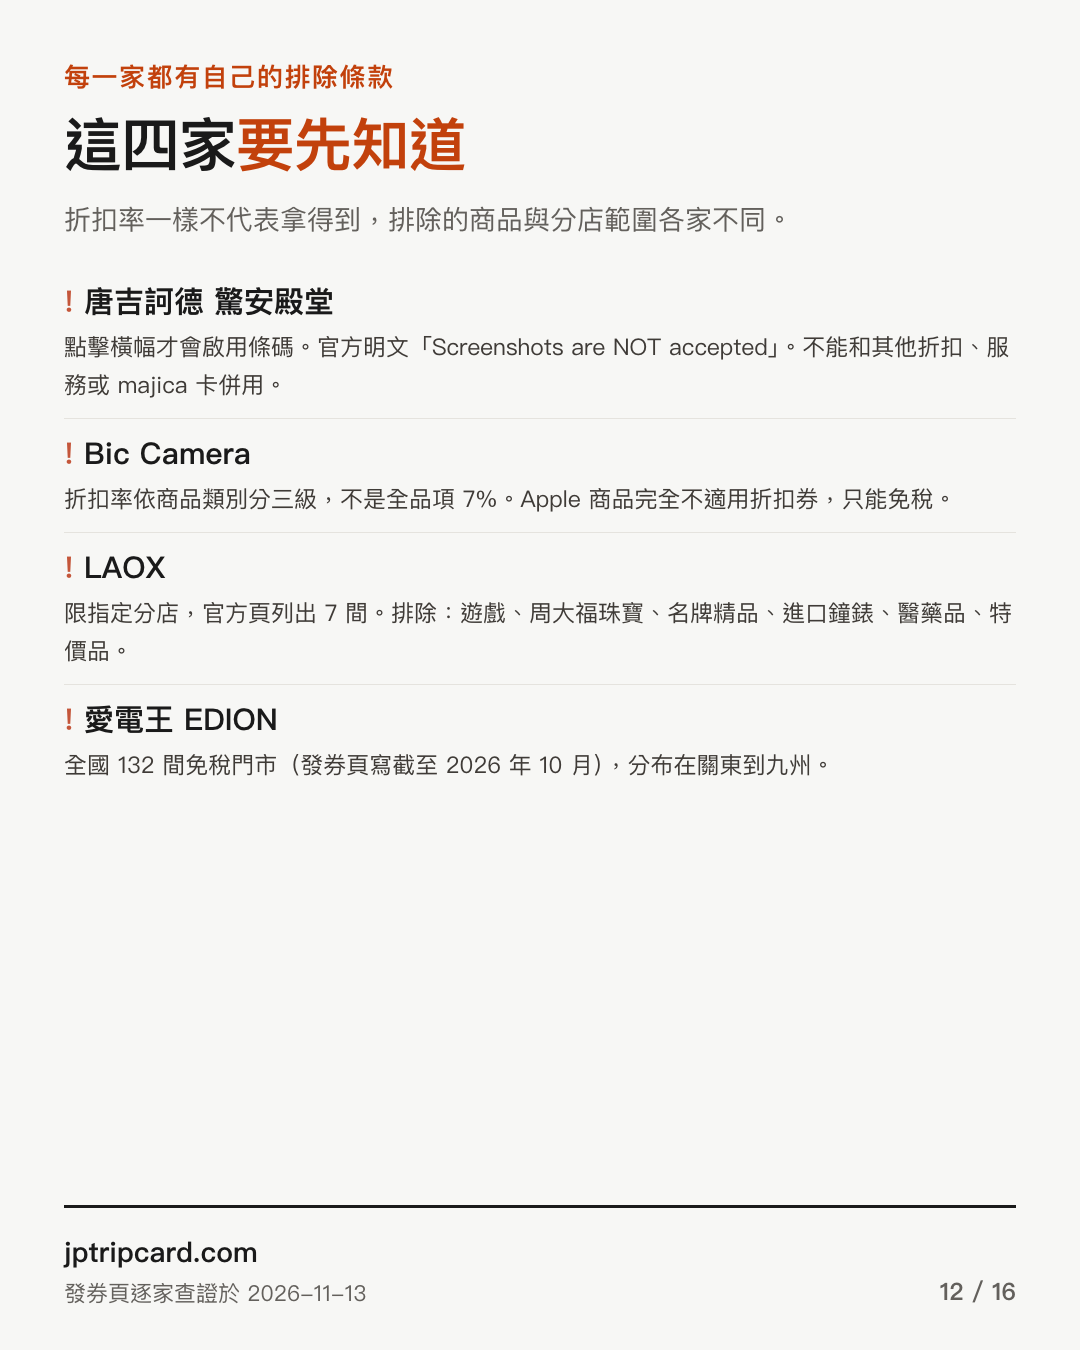 每一家都有自己的排除條款
這四家要先知道
折扣率一樣不代表拿得到，排除的商品與分店範圍各家不同。
! 唐吉訶德 驚安殿堂
點擊橫幅才會啟用條碼。官方明文「Screenshots are NOT accepted」。不能和其他折扣、服
務或 majica 卡併用。
! Bic Camera
折扣率依商品類別分三級，不是全品項 7%。Apple 商品完全不適用折扣券，只能免稅。
! LAOX
限指定分店，官方頁列出 7 間。排除：遊戲、周大福珠寶、名牌精品、進口鐘錶、醫藥品、特
價品。
! 愛電王 EDION
全國 132 間免稅門市（發券頁寫截至 2026 年 10 月），分布在關東到九州。
jptripcard.com
發券頁逐家查證於 2026-11-13
12 / 16